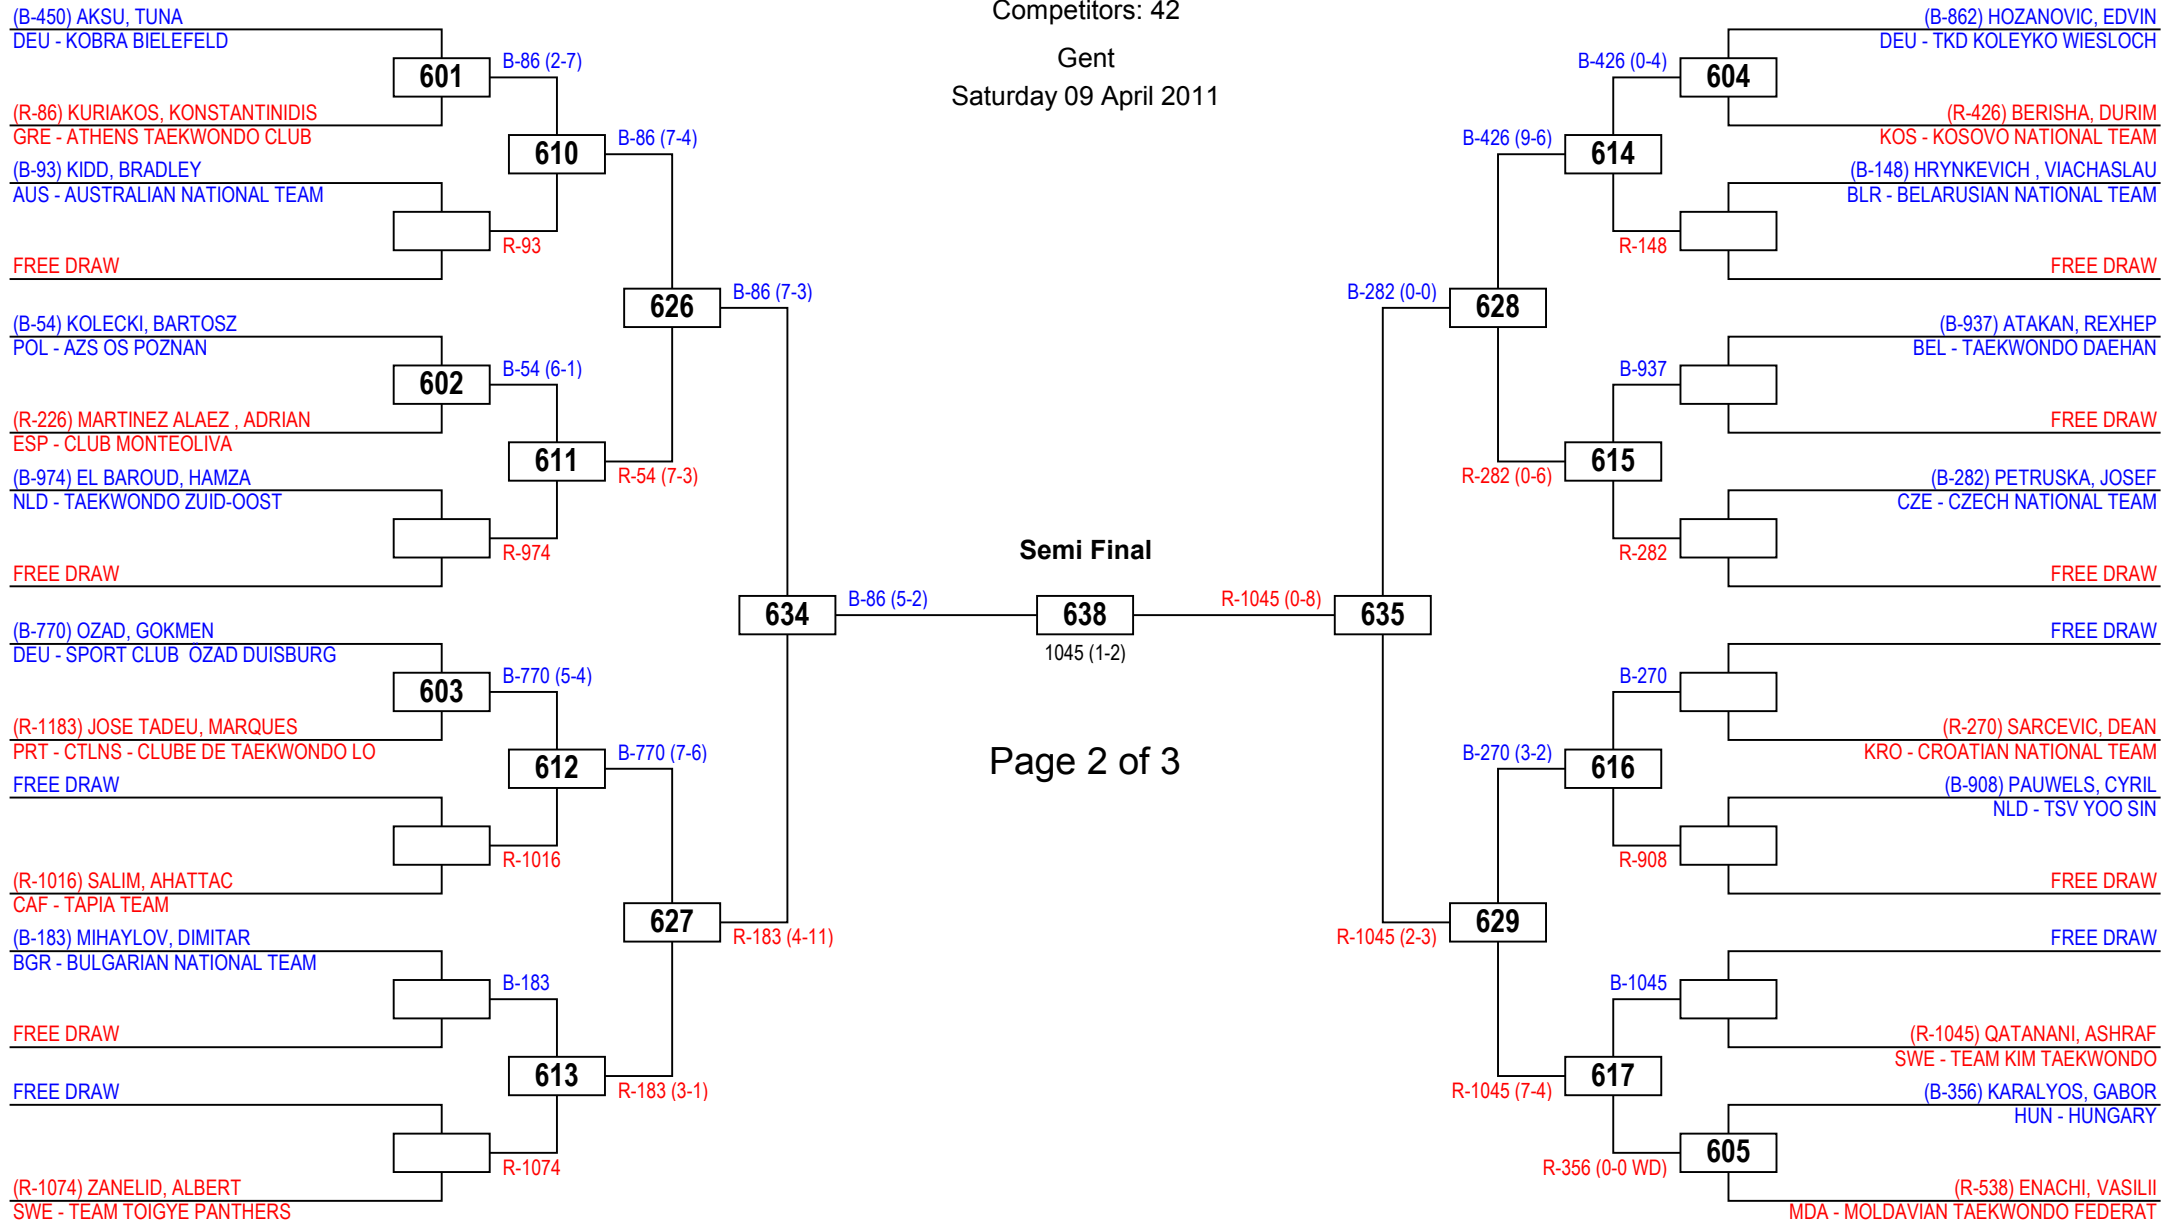 Competitors: 42
Gent
Saturday 09 April 2011
(B-450) AKSU, TUNA
DEU - KOBRA BIELEFELD
601
B-86 (2-7)
(R-86) KURIAKOS, KONSTANTINIDIS
GRE - ATHENS TAEKWONDO CLUB
610
B-86 (7-4)
(B-93) KIDD, BRADLEY
AUS - AUSTRALIAN NATIONAL TEAM
R-93
FREE DRAW
626
B-86 (7-3)
(B-54) KOLECKI, BARTOSZ
POL - AZS OS POZNAN
602
B-54 (6-1)
(R-226) MARTINEZ ALAEZ , ADRIAN
ESP - CLUB MONTEOLIVA
611
R-54 (7-3)
(B-974) EL BAROUD, HAMZA
NLD - TAEKWONDO ZUID-OOST
R-974
FREE DRAW
634
B-86 (5-2)
(B-770) OZAD, GOKMEN
DEU - SPORT CLUB  ÖZAD DUISBURG
603
B-770 (5-4)
(R-1183) JOSE TADEU, MARQUES
PRT - CTLNS - CLUBE DE TAEKWONDO LO
612
B-770 (7-6)
FREE DRAW
R-1016
(R-1016) SALIM, AHATTAC
CAF - TAPIA TEAM
627
R-183 (4-11)
(B-183) MIHAYLOV, DIMITAR
BGR - BULGARIAN NATIONAL TEAM
B-183
FREE DRAW
613
R-183 (3-1)
FREE DRAW
R-1074
(R-1074) ZANELID, ALBERT
SWE - TEAM TOIGYE PANTHERS
Semi Final
638
1045 (1-2)
Page 2 of 3
(B-862) HOZANOVIC, EDVIN
DEU - TKD KOLEYKO WIESLOCH
B-426 (0-4)
604
(R-426) BERISHA, DURIM
KOS - KOSOVO NATIONAL TEAM
B-426 (9-6)
614
(B-148) HRYNKEVICH , VIACHASLAU
BLR - BELARUSIAN NATIONAL TEAM
R-148
FREE DRAW
B-282 (0-0)
628
(B-937) ATAKAN, REXHEP
BEL - TAEKWONDO DAEHAN
B-937
FREE DRAW
R-282 (0-6)
615
(B-282) PETRUSKA, JOSEF
CZE - CZECH NATIONAL TEAM
R-282
FREE DRAW
R-1045 (0-8)
635
FREE DRAW
B-270
(R-270) SARCEVIC, DEAN
KRO - CROATIAN NATIONAL TEAM
B-270 (3-2)
616
(B-908) PAUWELS, CYRIL
NLD - TSV YOO SIN
R-908
FREE DRAW
R-1045 (2-3)
629
FREE DRAW
B-1045
(R-1045) QATANANI, ASHRAF
SWE - TEAM KIM TAEKWONDO
R-1045 (7-4)
617
(B-356) KARALYOS, GABOR
HUN - HUNGARY
R-356 (0-0 WD)
605
(R-538) ENACHI, VASILII
MDA - MOLDAVIAN TAEKWONDO FEDERAT